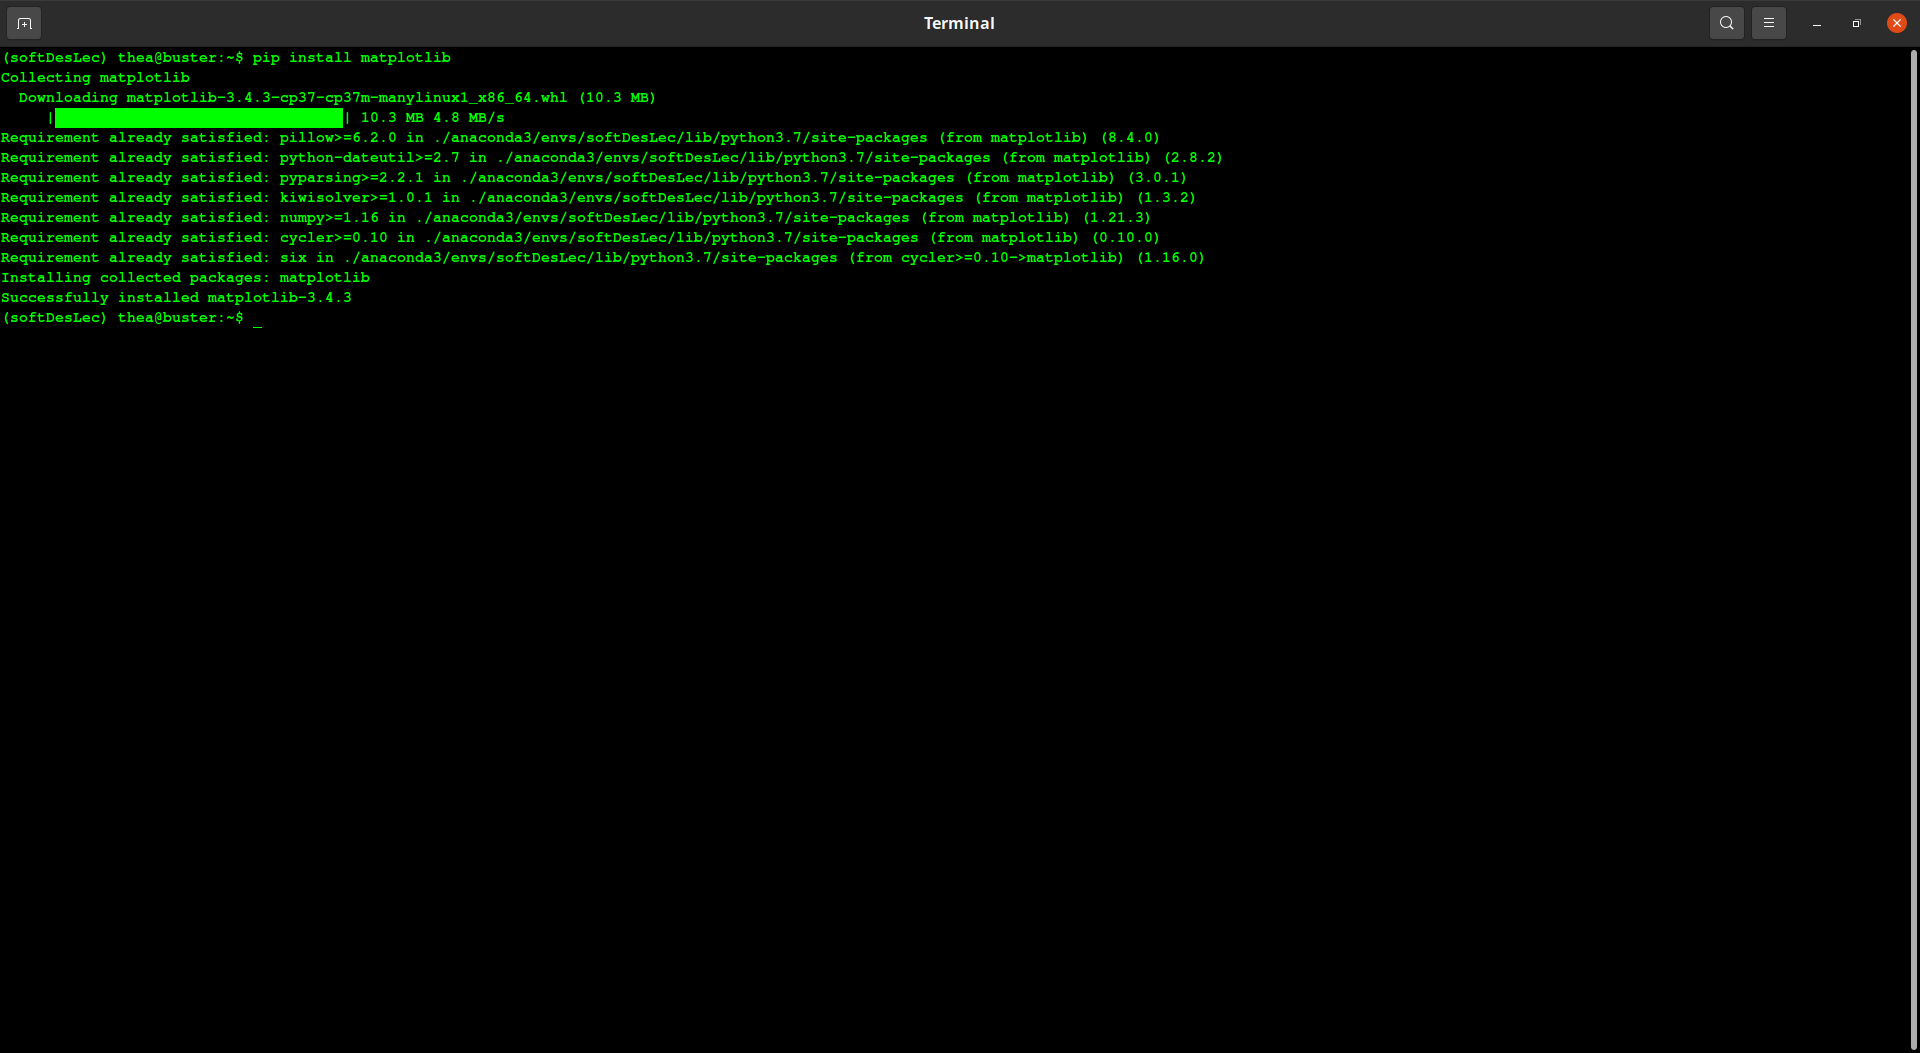 Terminal
(softDesLec) thea@buster:~$ pip install matplotlib
Collecting matplotlib
  Downloading matplotlib-3.4.3-cp37-cp37m-manylinux1_x86_64.whl (10.3 MB)
     |████████████████████████████████| 10.3 MB 4.8 MB/s
Requirement already satisfied: pillow>=6.2.0 in ./anaconda3/envs/softDesLec/lib/python3.7/site-packages (from matplotlib) (8.4.0)
Requirement already satisfied: python-dateutil>=2.7 in ./anaconda3/envs/softDesLec/lib/python3.7/site-packages (from matplotlib) (2.8.2)
Requirement already satisfied: pyparsing>=2.2.1 in ./anaconda3/envs/softDesLec/lib/python3.7/site-packages (from matplotlib) (3.0.1)
Requirement already satisfied: kiwisolver>=1.0.1 in ./anaconda3/envs/softDesLec/lib/python3.7/site-packages (from matplotlib) (1.3.2)
Requirement already satisfied: numpy>=1.16 in ./anaconda3/envs/softDesLec/lib/python3.7/site-packages (from matplotlib) (1.21.3)
Requirement already satisfied: cycler>=0.10 in ./anaconda3/envs/softDesLec/lib/python3.7/site-packages (from matplotlib) (0.10.0)
Requirement already satisfied: six in ./anaconda3/envs/softDesLec/lib/python3.7/site-packages (from cycler>=0.10->matplotlib) (1.16.0)
Installing collected packages: matplotlib
Successfully installed matplotlib-3.4.3
(softDesLec) thea@buster:~$ _